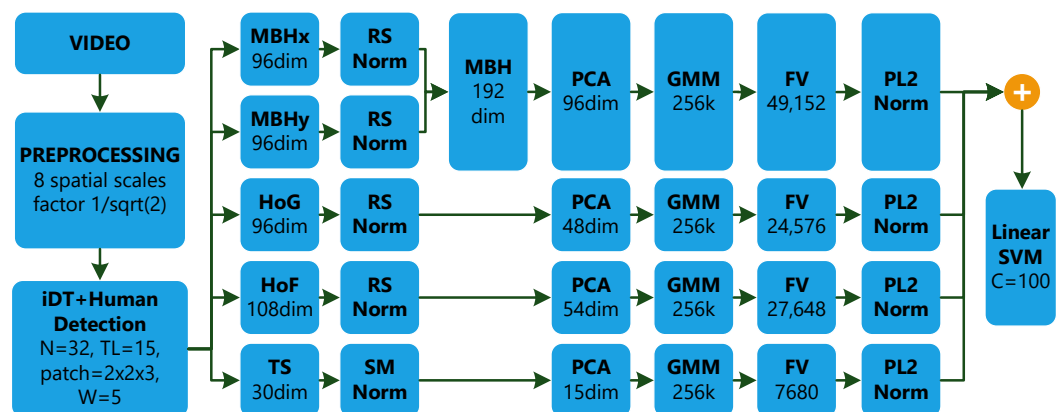 VIDEO
PREPROCESSING
8 spatial scales
factor 1/sqrt(2)
iDT+Human
Detection
N=32, TL=15,
patch=2x2x3,
W=5
MBHx
96dim
RS
Norm
MBHy
96dim
RS
Norm
MBH
192
dim
PCA
96dim
GMM
256k
FV
49,152
PL2
Norm
HoG
96dim
RS
Norm
PCA
48dim
GMM
256k
FV
24,576
PL2
Norm
HoF
108dim
RS
Norm
PCA
54dim
GMM
256k
FV
27,648
PL2
Norm
TS
30dim
SM
Norm
PCA
15dim
GMM
256k
FV
7680
PL2
Norm
+
Linear
SVM
C=100